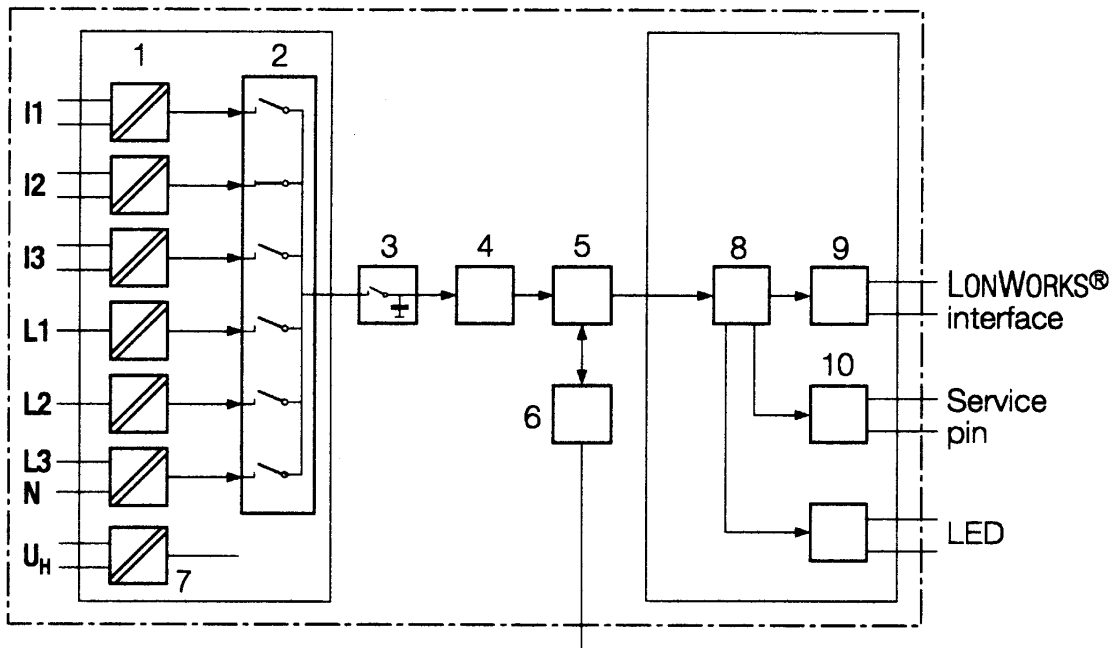 1
2
I1
I2
I3
3
4
5
8
9
LONWORKS®
interface
L1
L2
6
10
Service
pin
L3
N
UH
7
LED